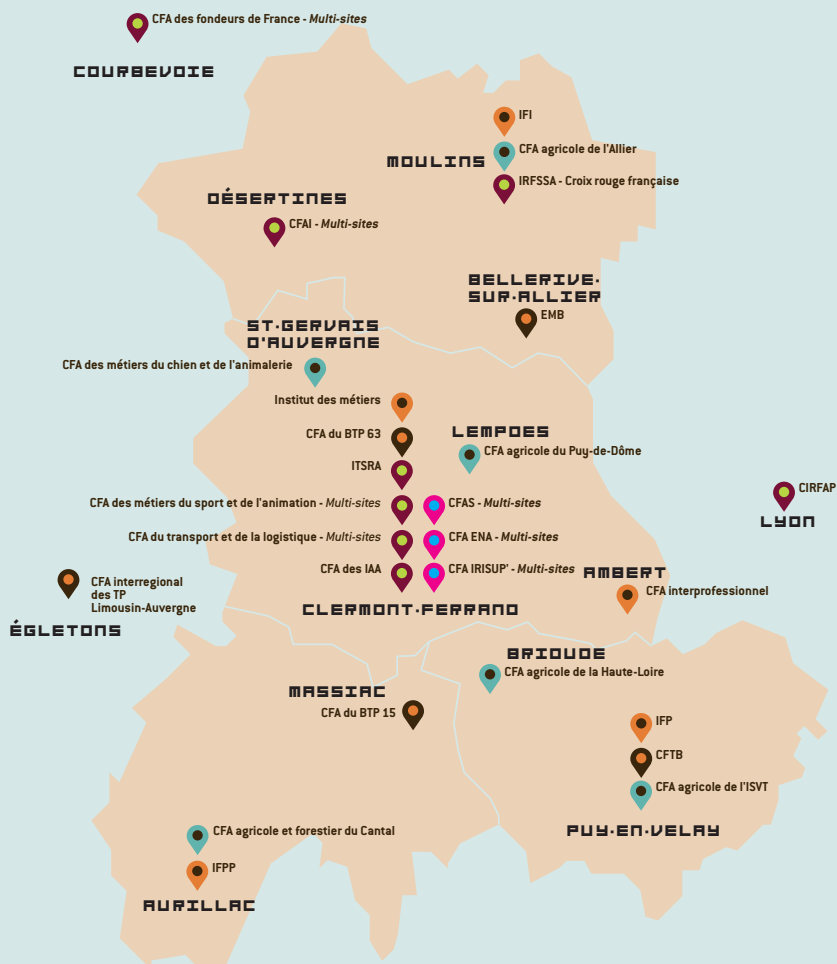 CFA des fondeurs de France - Multi-sites
COURBEVOIE
IFI
CFA agricole de l'Allier
MOULINS
IRFSSA - Croix rouge française
DÉSERTINES
CFAI - Multi-sites
BELLERIVE-
SUR-ALLIER
EMB
ST-GERVAIS
D'AUVERGNE
CFA des métiers du chien et de l'animalerie
Institut des métiers
CFA du BTP 63
LEMPDES
CFA agricole du Puy-de-Dôme
ITSRA
CFA des métiers du sport et de l'animation - Multi-sites
CFAS - Multi-sites
CIRFAP
LYON
CFA du transport et de la logistique - Multi-sites
CFA ENA - Multi-sites
CFA des IAA
CFA IRISUP' - Multi-sites
AMBERT
CFA interprofessionnel
CFA interregional
des TP
Limousin-Auvergne
ÉGLETONS
CLERMONT-FERRAND
BRIOUDE
CFA agricole de la Haute-Loire
MASSIAC
CFA du BTP 15
IFP
CFTB
CFA agricole de l'ISVT
PUY-EN-VELAY
CFA agricole et forestier du Cantal
IFPP
AURILLAC